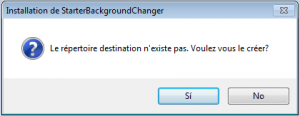 Installation de StarterBackgroundChanger
Le répertoire destination n'existe pas. Voulez vous le créer?
Si
No